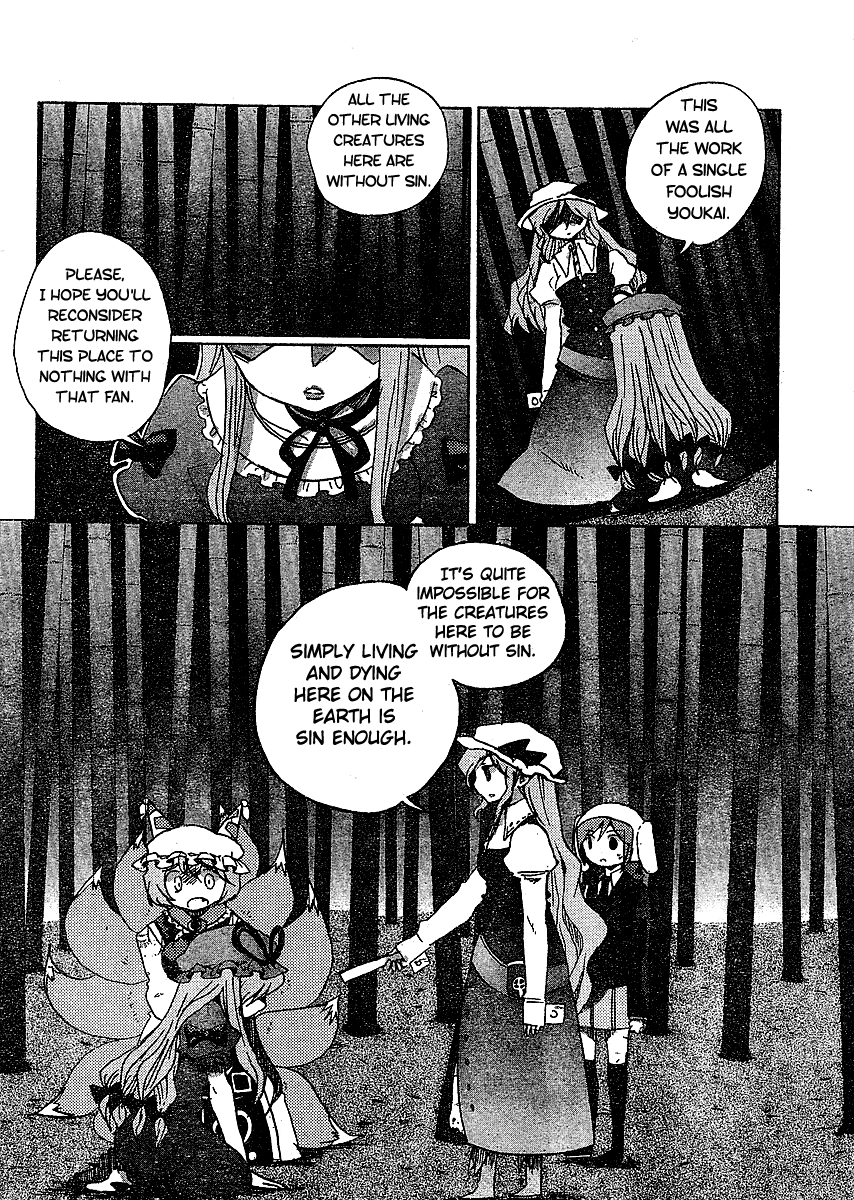 THIS
WAS ALL
THE WORK
OF A SINGLE
FOOLISH
YOUKAI.
ALL THE
OTHER LIVING
CREATURES
HERE ARE
WITHOUT SIN.
PLEASE,
I HOPE YOU'LL
RECONSIDER
RETURNING
THIS PLACE TO
NOTHING WITH
THAT FAN.
IT'S QUITE
IMPOSSIBLE FOR
THE CREATURES
HERE TO BE
WITHOUT SIN.
SIMPLY LIVING
AND DYING
HERE ON THE
EARTH IS
SIN ENOUGH.